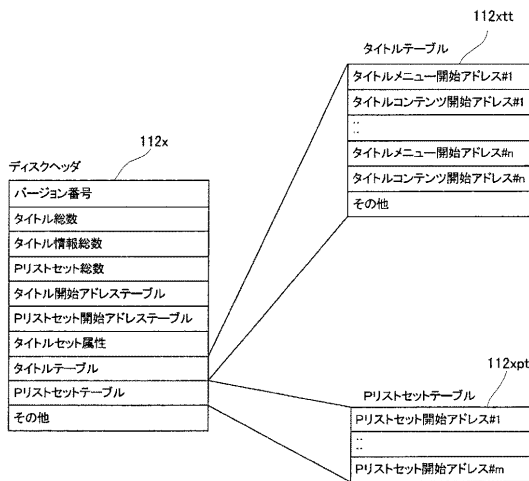 ディスクヘッダ
112x
バージョン番号
タイトル総数
タイトル情報総数
Pリストセット総数
タイトル開始アドレステーブル
Pリストセット開始アドレステーブル
タイトルセット属性
タイトルテーブル
Pリストセットテーブル
その他
タイトルテーブル
112xtt
タイトルメニュー開始アドレス#1
タイトルコンテンツ開始アドレス#1
::
タイトルメニュー開始アドレス#n
タイトルコンテンツ開始アドレス#n
その他
Pリストセットテーブル
112xpt
Pリストセット開始アドレス#1
::
Pリストセット開始アドレス#m